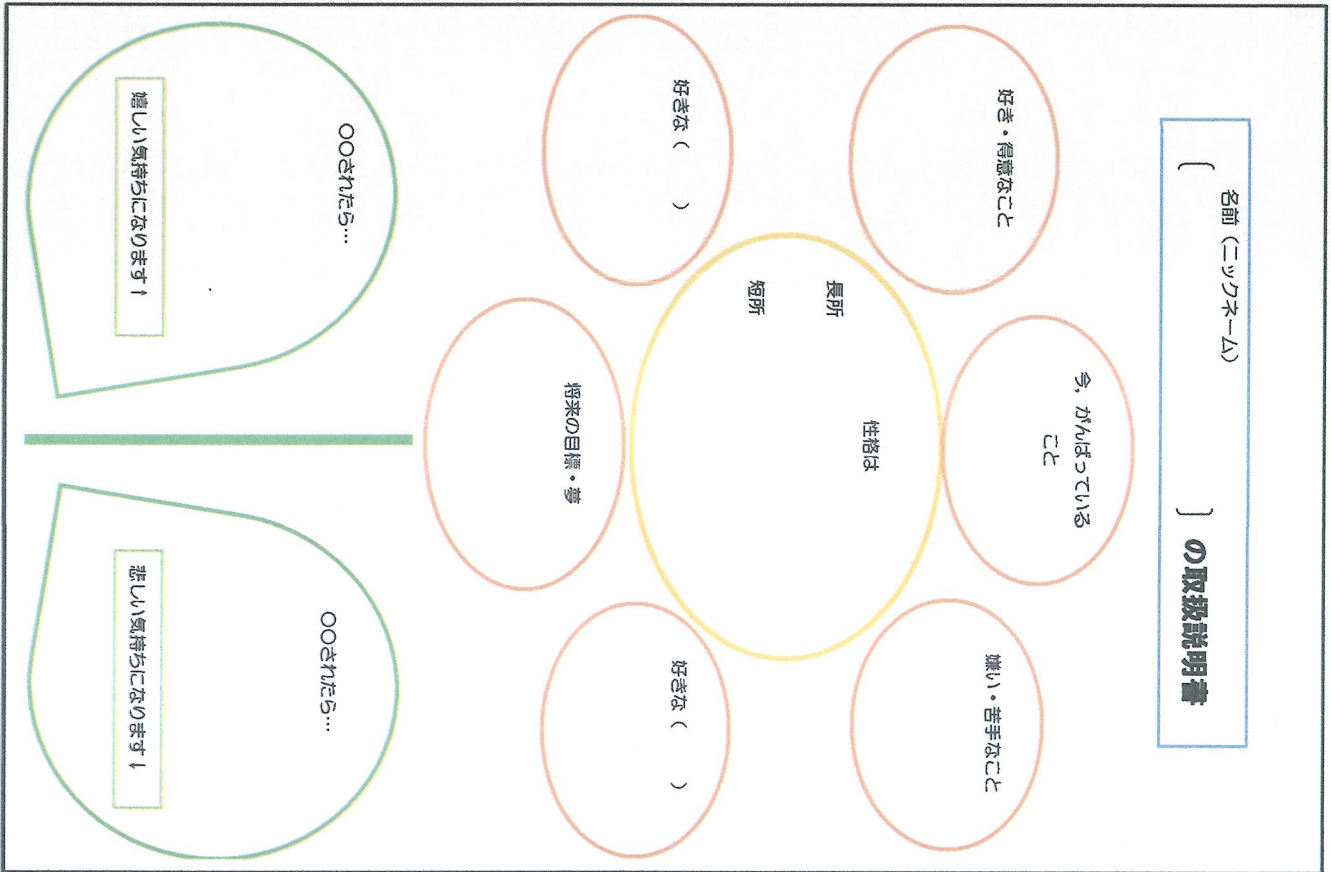 名前（ニックネーム）
〔　　　　　　　〕の取扱説明書
今，がんばっている
こと
好き・得意なこと
嫌い・苦手なこと
性格は
長所
短所
好きな（　　　）
好きな（　　　）
将来の目標・夢
〇〇されたら…
嬉しい気持ちになります↑
〇〇されたら…
悲しい気持ちになります↓